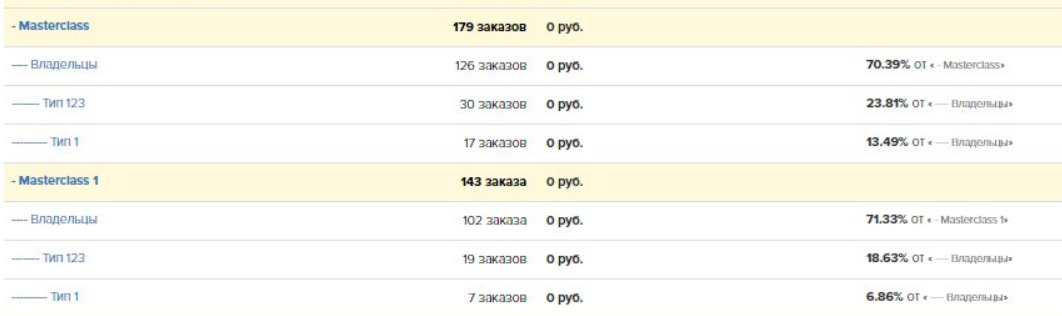 - Masterclass 179 заказов 0 руб.
---- Владельцы 126 заказов 0 руб. 70.39% от « - Masterclass»
------- Тип 123 30 заказов 0 руб. 23.81% от « ---- Владельцы»
--------- Тип 1 17 заказов 0 руб. 13.49% от « ---- Владельцы»
- Masterclass 1 143 заказа 0 руб.
---- Владельцы 102 заказа 0 руб. 71.33% от « - Masterclass 1»
------- Тип 123 19 заказов 0 руб. 18.63% от « ---- Владельцы»
--------- Тип 1 7 заказов 0 руб. 6.86% от « ---- Владельцы»